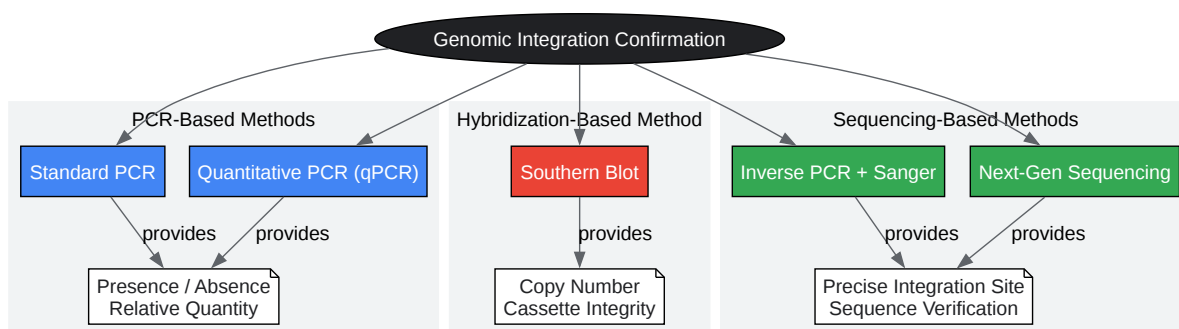 Genomic Integration Confirmation
PCR-Based Methods
Hybridization-Based Method
Sequencing-Based Methods
Standard PCR
Quantitative PCR (qPCR)
Southern Blot
Inverse PCR + Sanger
Next-Gen Sequencing
provides
provides
provides
provides
provides
Presence / Absence
Relative Quantity
Copy Number
Cassette Integrity
Precise Integration Site
Sequence Verification